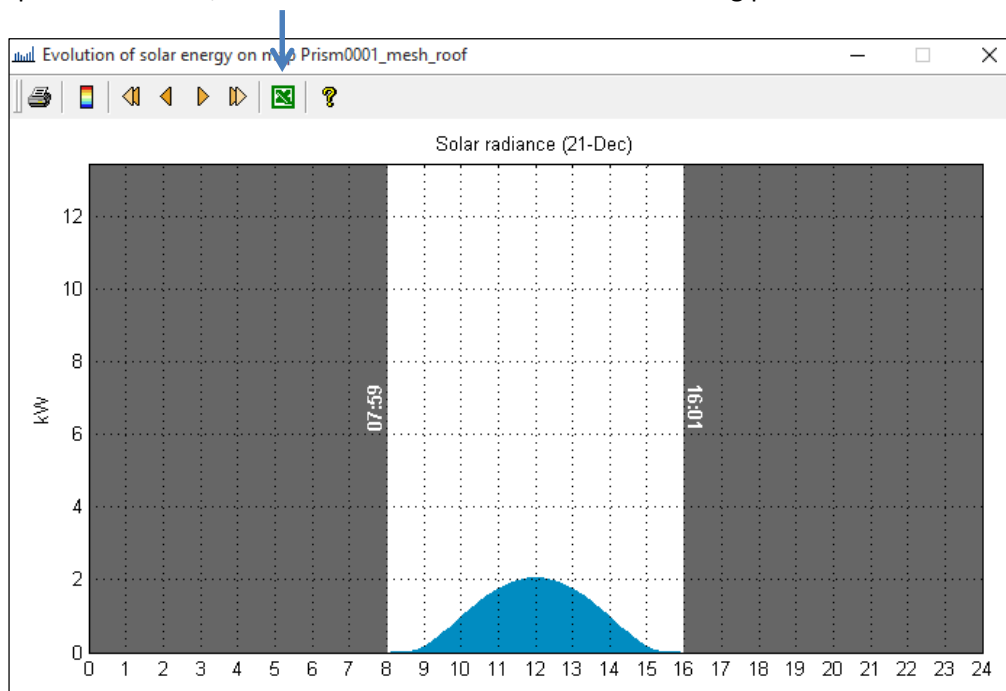 Evolution of solar energy on Prism0001_mesh_roof
?
Solar radiance (21-Dec)
12
10
8
6
4
2
0
kW
07:59
16:01
0 1 2 3 4 5 6 7 8 9 10 11 12 13 14 15 16 17 18 19 20 21 22 23 24